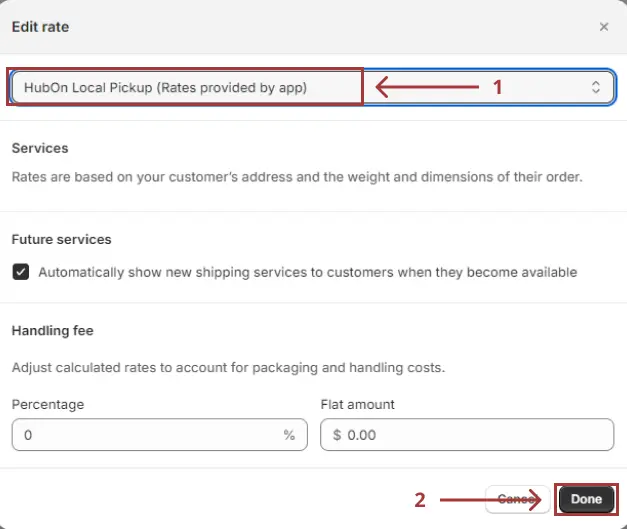 Edit rate
HubOn Local Pickup (Rates provided by app)
1
Services
Rates are based on your customer's address and the weight and dimensions of their order.
Future services
Automatically show new shipping services to customers when they become available
Handling fee
Adjust calculated rates to account for packaging and handling costs.
Percentage
Flat amount
0 %
$ 0.00
2
Cancel
Done